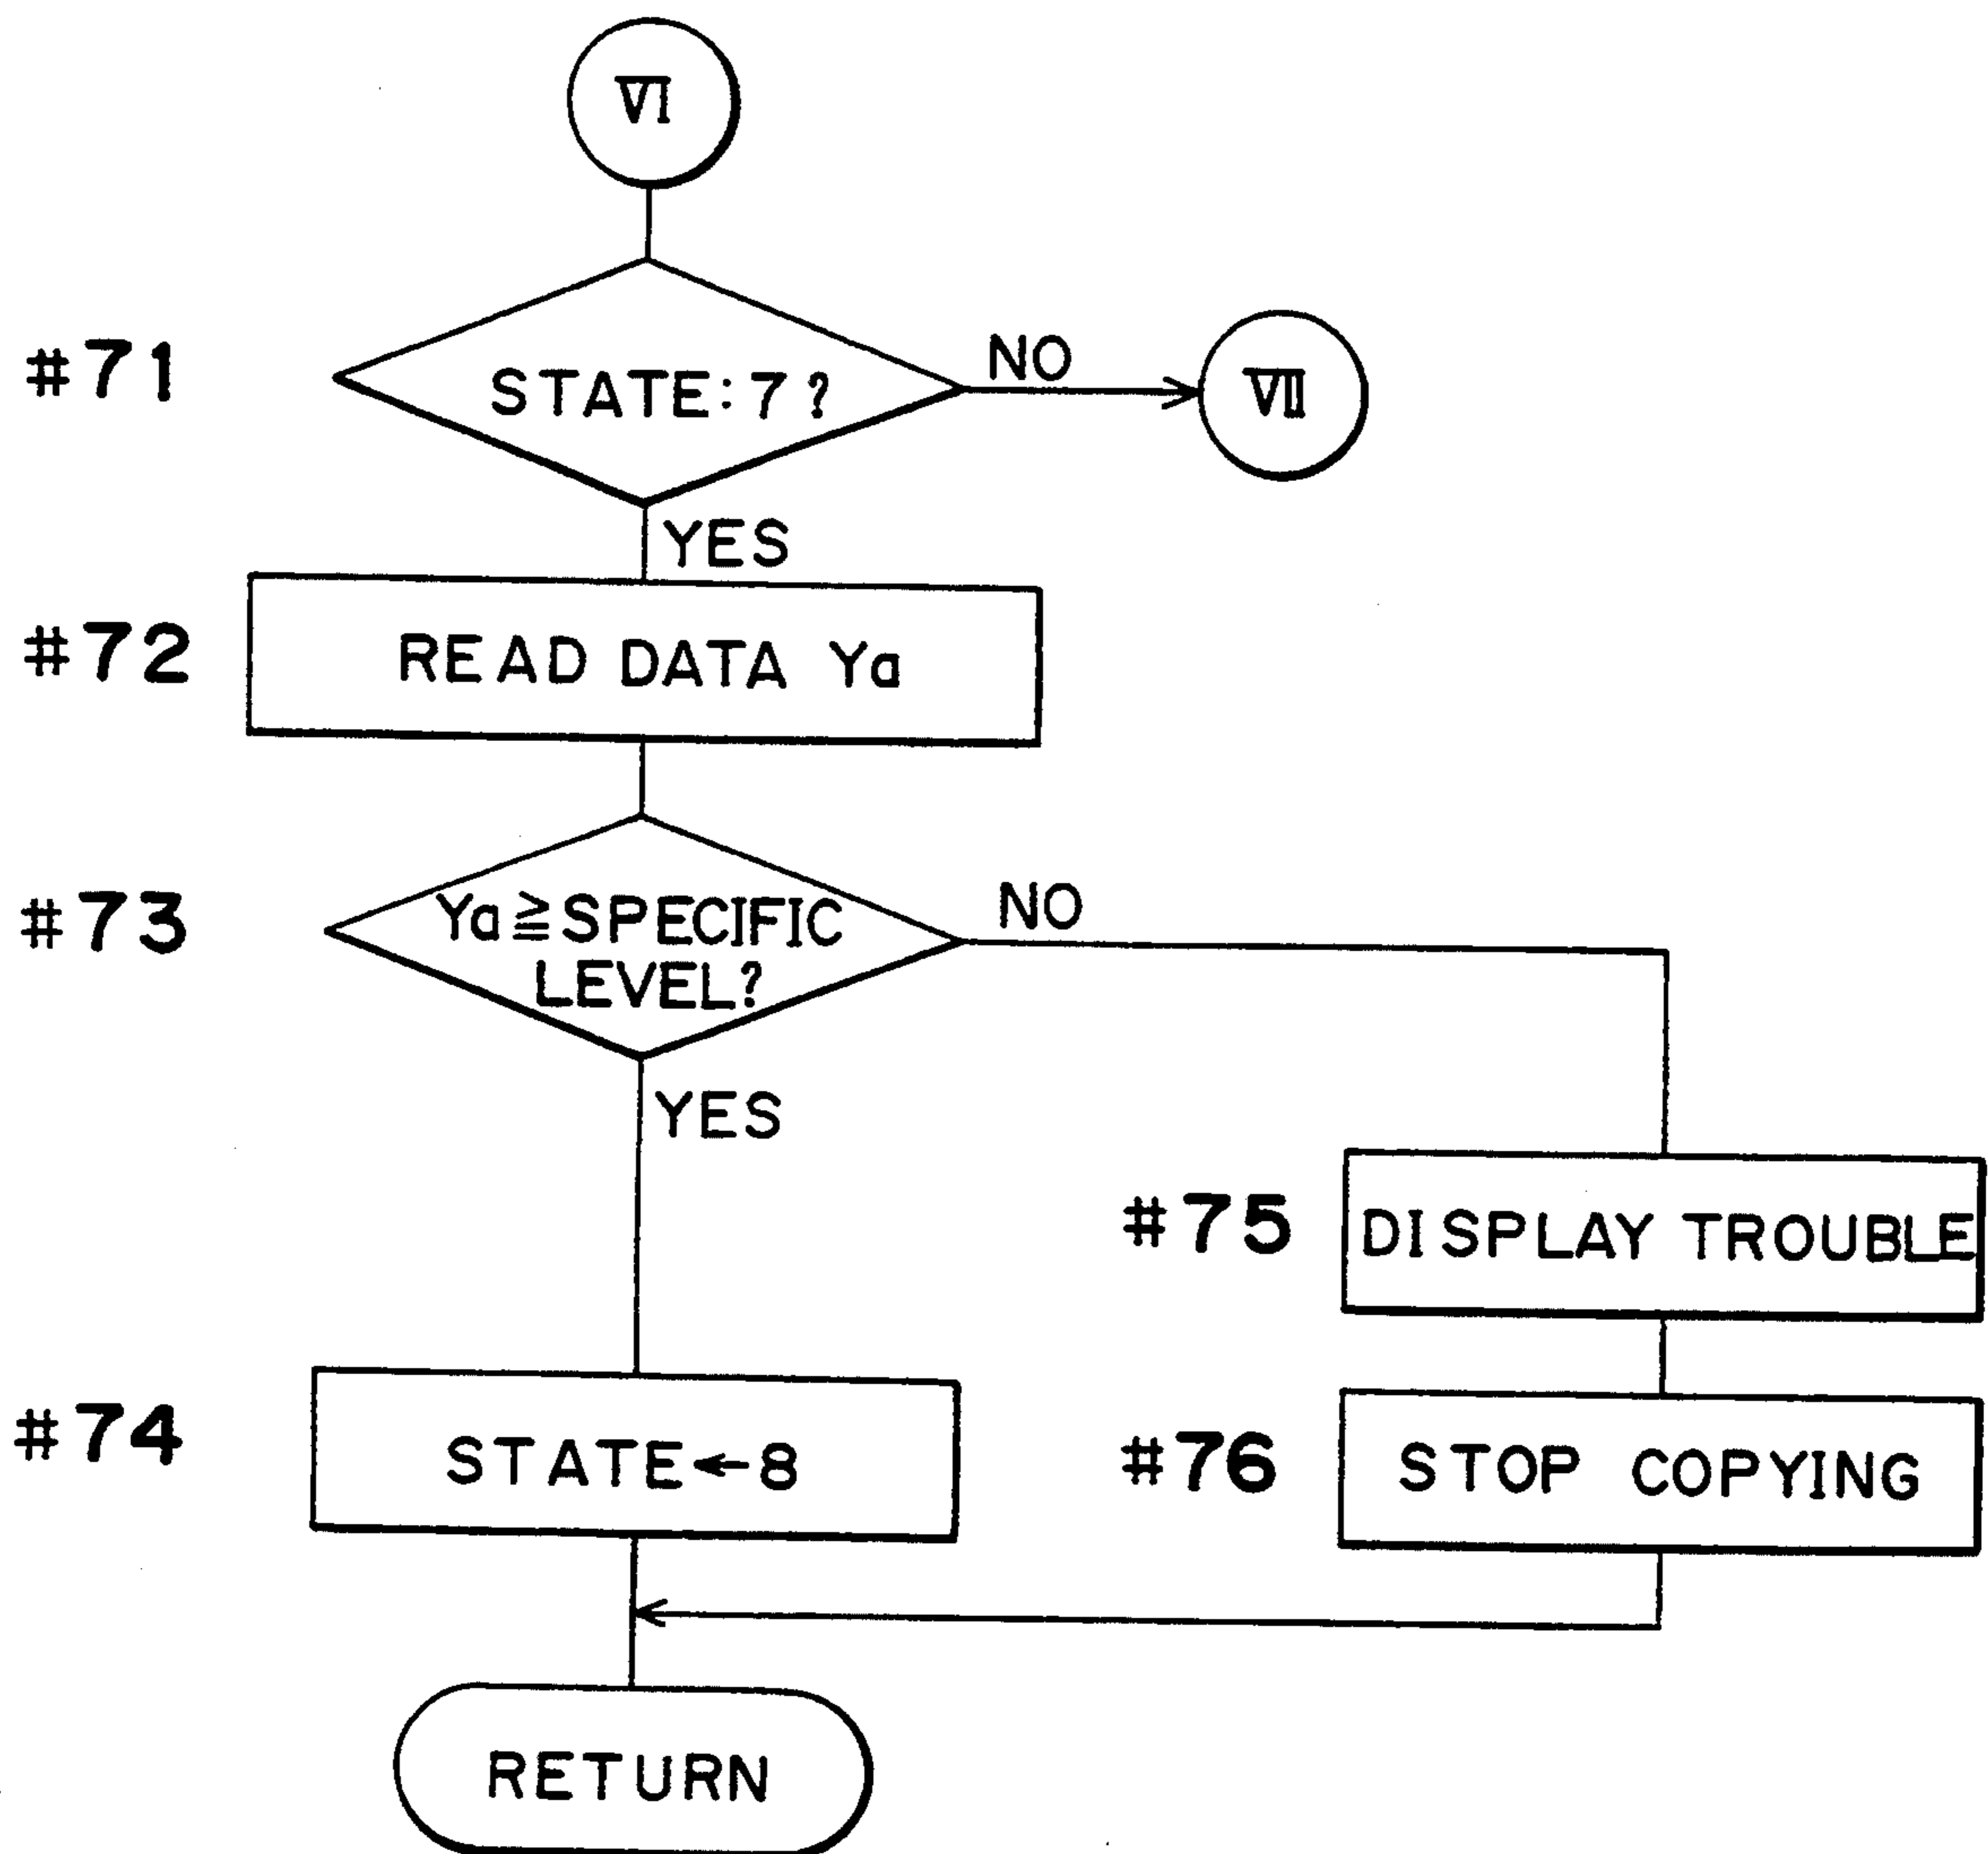 VI
#71
STATE:7?
NO
VII
YES
#72
READ DATA Ya
#73
Ya≧SPECIFIC
LEVEL?
NO
YES
#75
DISPLAY TROUBLE
#74
STATE←8
#76
STOP COPYING
RETURN